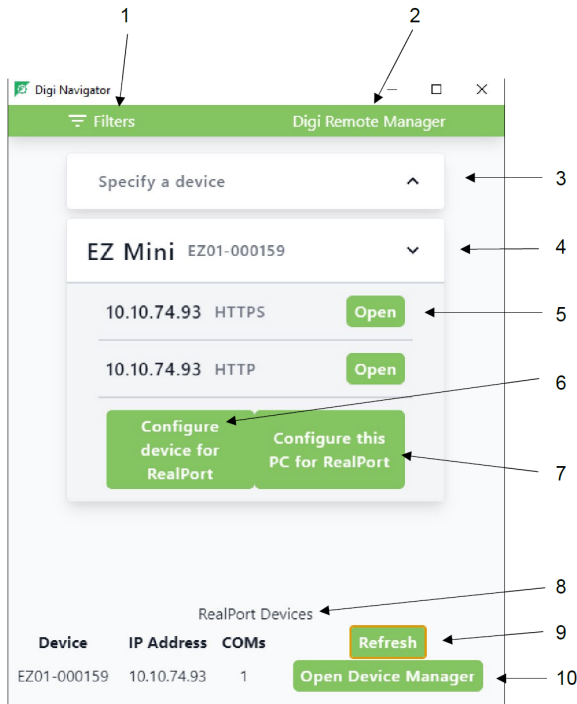 1
2
Digi Navigator
Filters
Digi Remote Manager
Specify a device
3
EZ Mini EZ01-000159
4
10.10.74.93 HTTPS Open
5
10.10.74.93 HTTP Open
6
Configure
device for
RealPort
Configure this
PC for RealPort
7
RealPort Devices
8
Device IP Address COMs Refresh
9
EZ01-000159 10.10.74.93 1 Open Device Manager
10